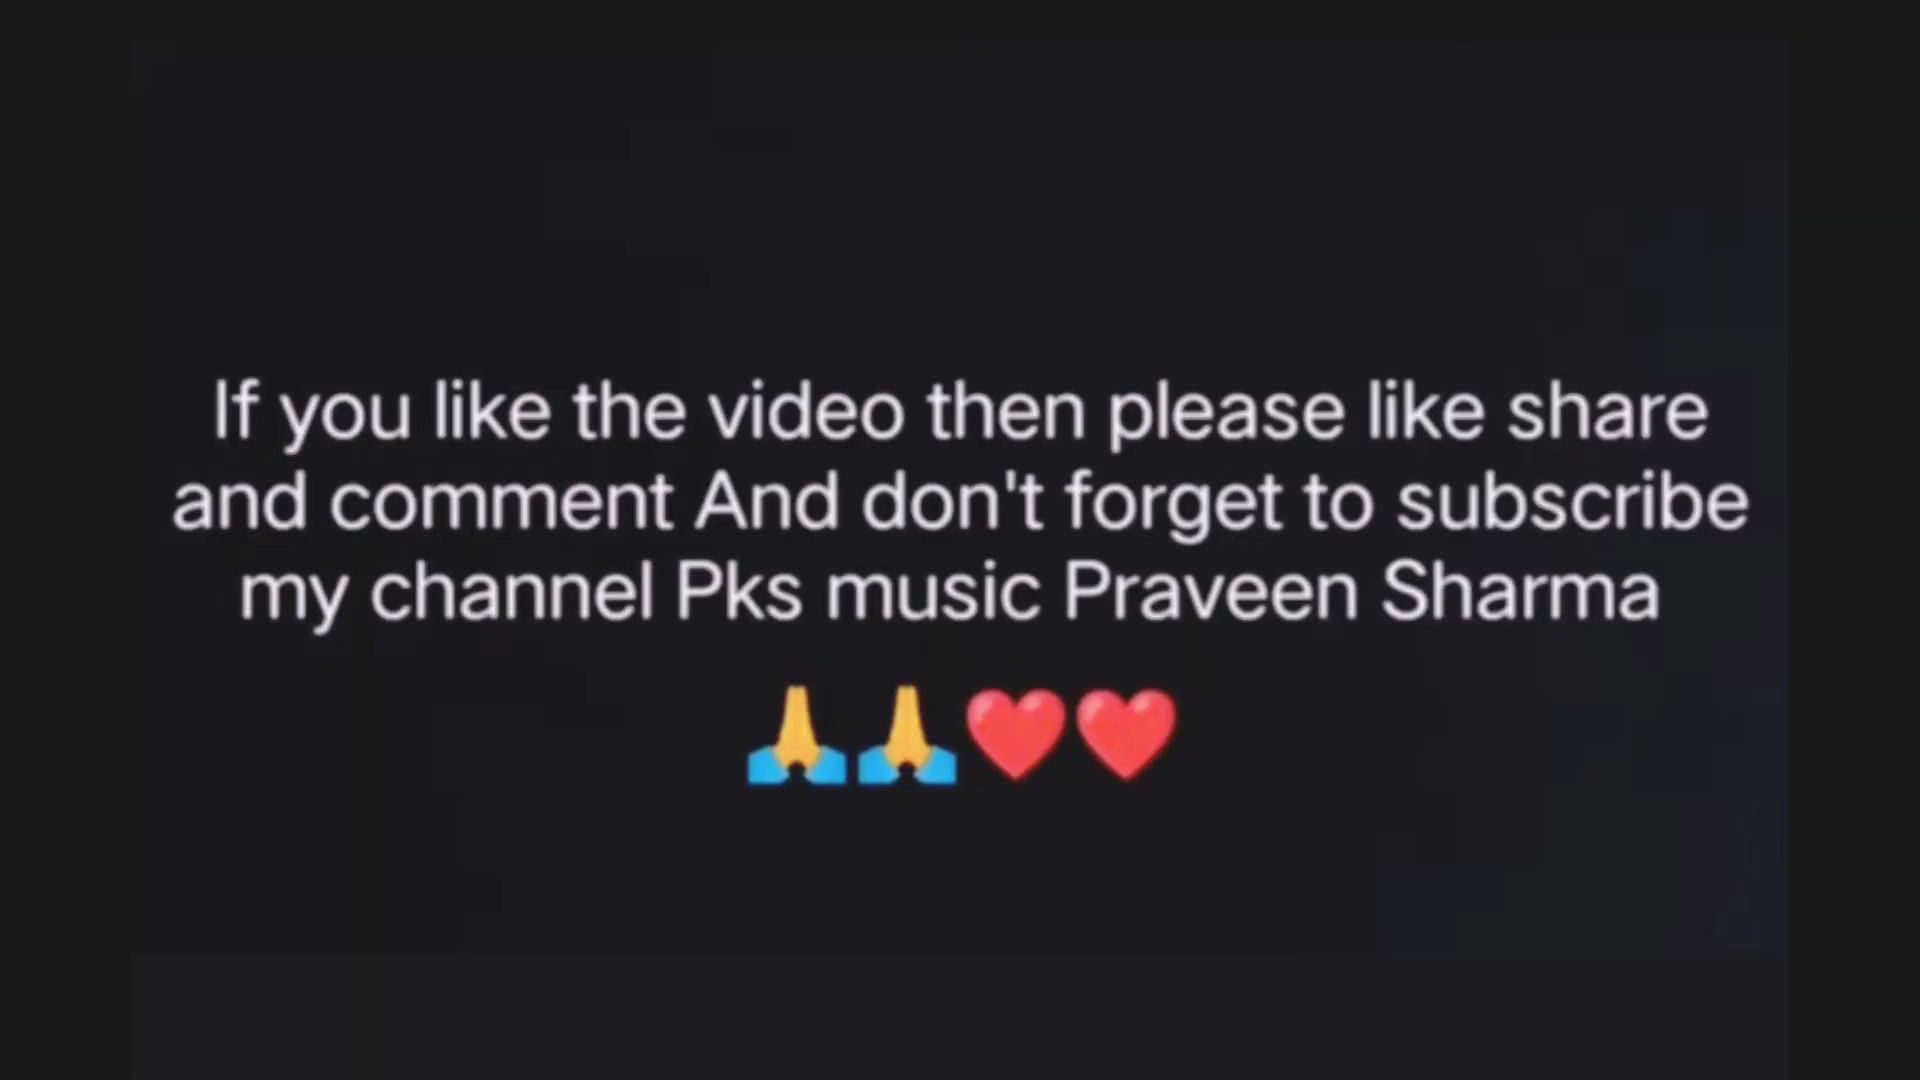 If you like the video then please like share
and comment And don't forget to subscribe
my channel Pks music Praveen Sharma
🙏🙏❤️❤️